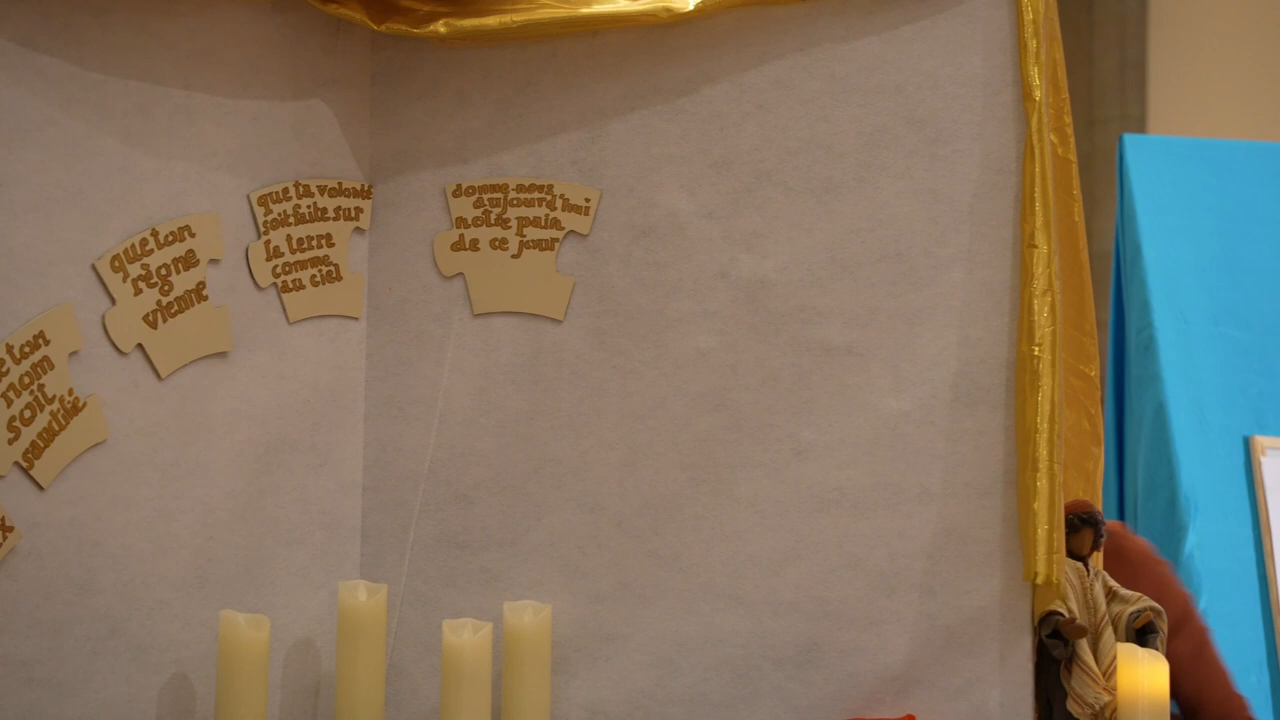 ton
nom
soit
sanctifié
que ton
règne
vienne
que ta volonté
soit faite sur
la terre
comme
au ciel
donne-nous
aujourd'hui
notre pain
de ce jour